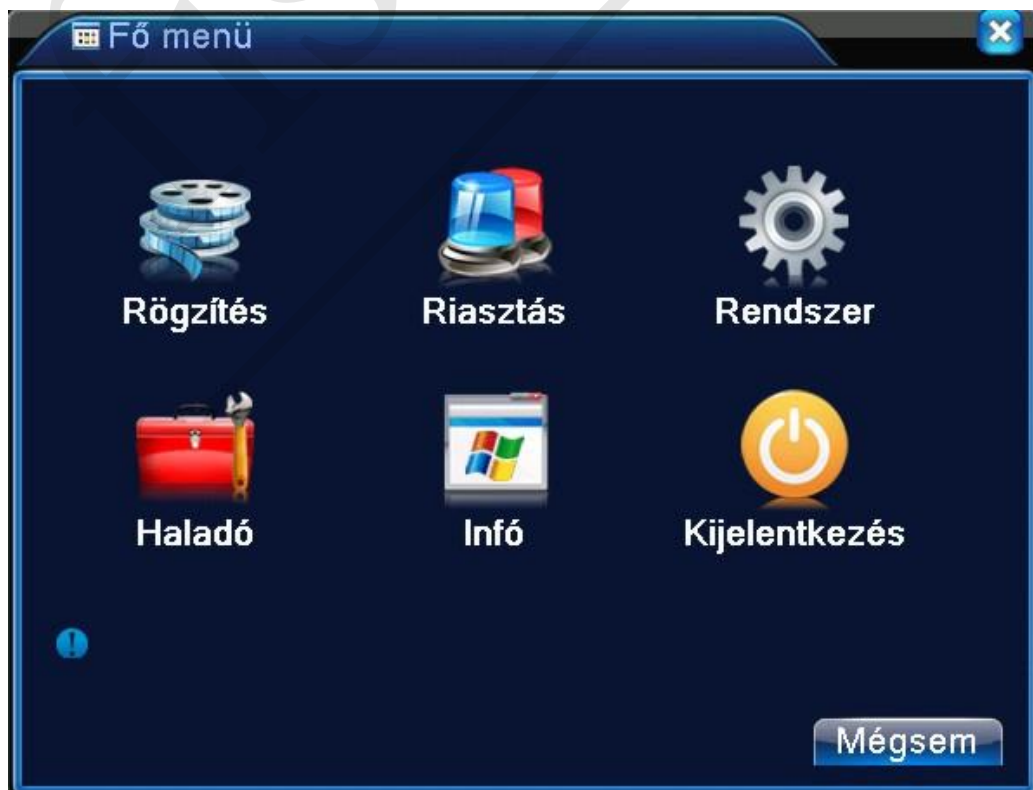 Fő menü
Rögzítés
Riasztás
Rendszer
Haladó
Infó
Kijelentkezés
Mégsem